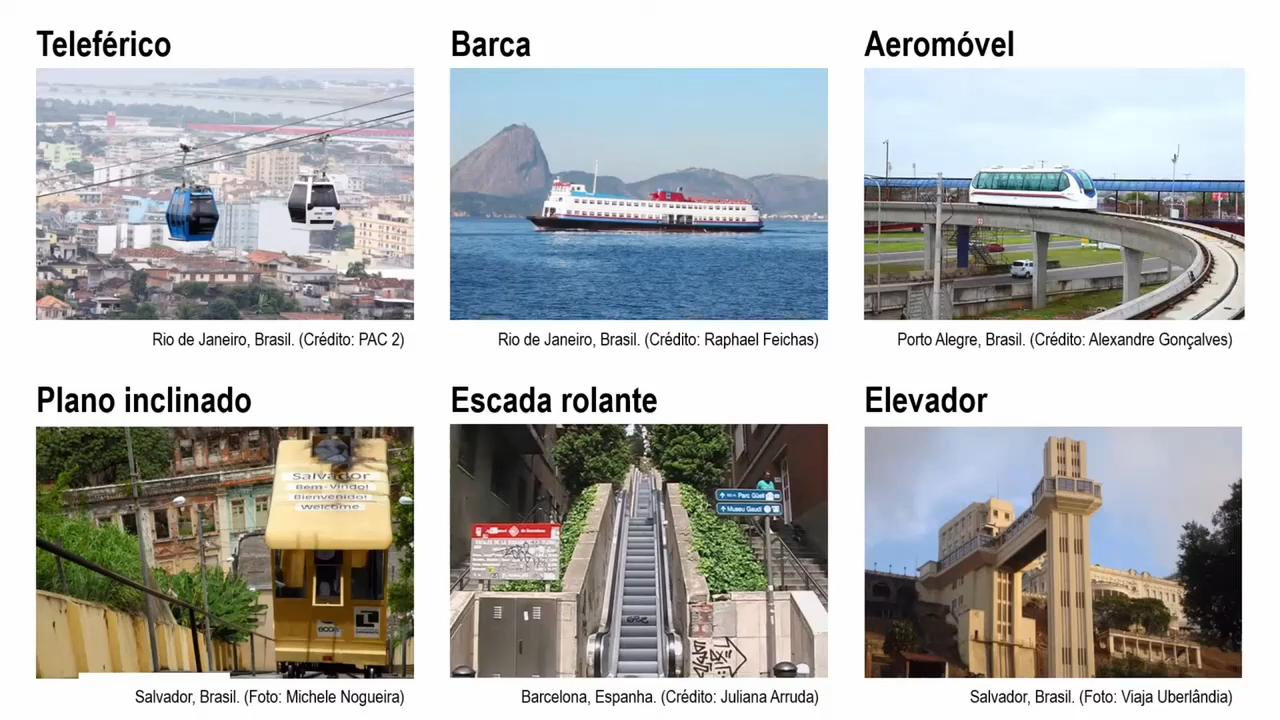 Teleférico
Barca
Aeromóvel
Rio de Janeiro, Brasil. (Crédito: PAC 2)
Rio de Janeiro, Brasil. (Crédito: Raphael Feichas)
Porto Alegre, Brasil. (Crédito: Alexandre Gonçalves)
Plano inclinado
Escada rolante
Elevador
Salvador
Bem-Vindo!
Bienvenido!
Welcome
Parc Güell
Museu Gaudí
Salvador, Brasil. (Foto: Michele Nogueira)
Barcelona, Espanha. (Crédito: Juliana Arruda)
Salvador, Brasil. (Foto: Viaja Uberlândia)